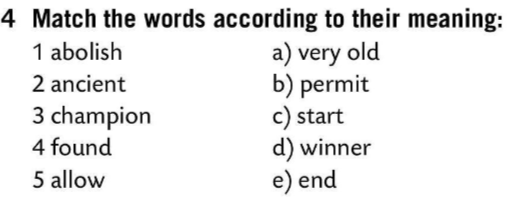 4 Match the words according to their meaning:
1 abolish a) very old
2 ancient b) permit
3 champion c) start
4 found d) winner
5 allow e) end